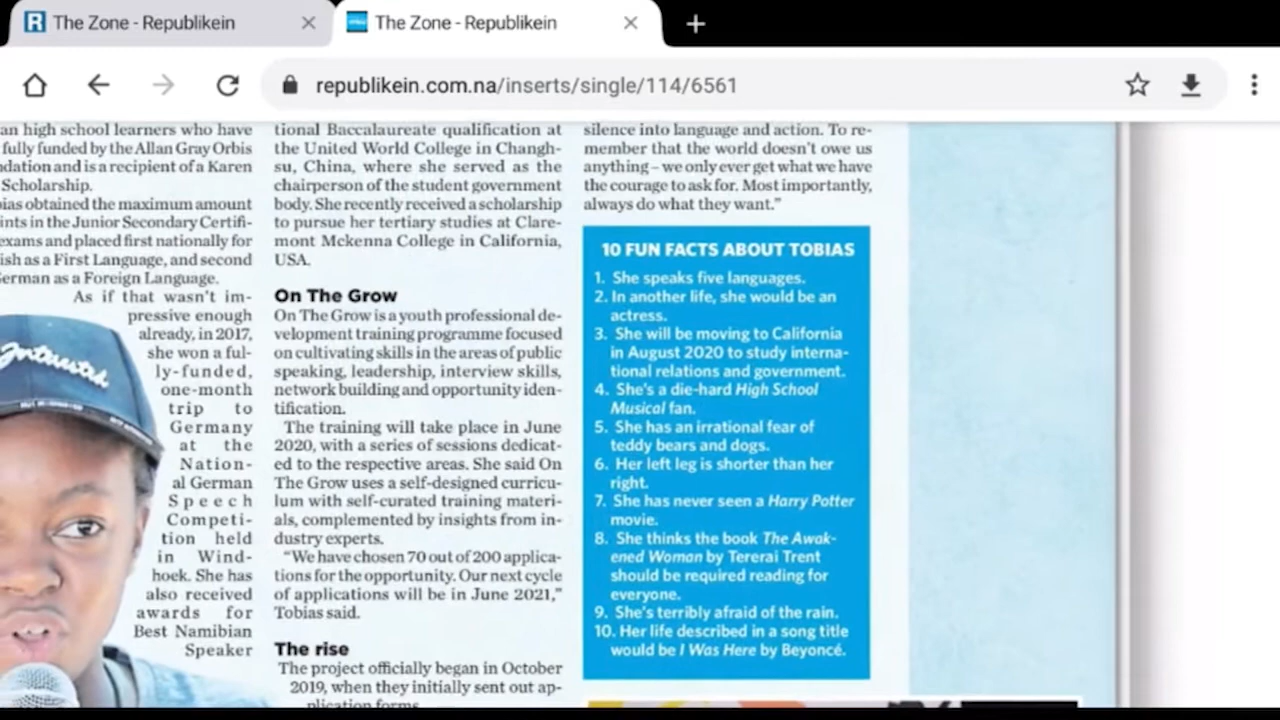 The Zone - Republikein
The Zone - Republikein
republikein.com.na/inserts/single/114/6561
an high school learners who have
fully funded by the Allan Gray Orbis
dation and is a recipient of a Karen
Scholarship.
bias obtained the maximum amount
ints in the Junior Secondary Certifi-
exams and placed first nationally for
ish as a First Language, and second
German as a Foreign Language.
As if that wasn't im-
pressive enough
already, in 2017,
she won a ful-
ly-funded,
one-month
trip to
Germany
at the
Nation-
al German
Speech
Competi-
tion held
in Wind-
hoek. She has
also received
awards for
Best Namibian
Speaker
tional Baccalaureate qualification at
the United World College in Changh-
su, China, where she served as the
chairperson of the student government
body. She recently received a scholarship
to pursue her tertiary studies at Clare-
mont Mckenna College in California,
USA.
On The Grow
On The Grow is a youth professional de-
velopment training programme focused
on cultivating skills in the areas of public
speaking, leadership, interview skills,
network building and opportunity iden-
tification.
The training will take place in June
2020, with a series of sessions dedicat-
ed to the respective areas. She said On
The Grow uses a self-designed curricu-
lum with self-curated training materi-
als, complemented by insights from in-
dustry experts.
“We have chosen 70 out of 200 applica-
tions for the opportunity. Our next cycle
of applications will be in June 2021,”
Tobias said.
The rise
The project officially began in October
2019, when they initially sent out ap-
plication forms
silence into language and action. To re-
member that the world doesn't owe us
anything – we only ever get what we have
the courage to ask for. Most importantly,
always do what they want.”
10 FUN FACTS ABOUT TOBIAS
1. She speaks five languages.
2. In another life, she would be an
actress.
3. She will be moving to California
in August 2020 to study interna-
tional relations and government.
4. She's a die-hard High School
Musical fan.
5. She has an irrational fear of
teddy bears and dogs.
6. Her left leg is shorter than her
right.
7. She has never seen a Harry Potter
movie.
8. She thinks the book The Awak-
ened Woman by Tererai Trent
should be required reading for
everyone.
9. She's terribly afraid of the rain.
10. Her life described in a song title
would be I Was Here by Beyoncé.